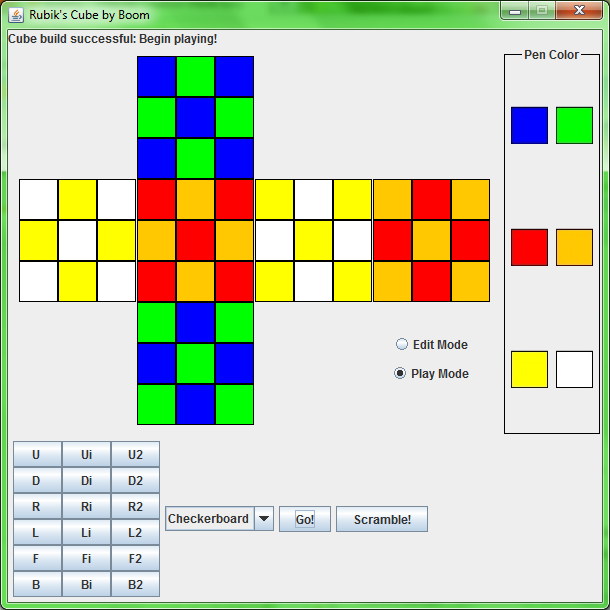 Rubik's Cube by Boom
Cube build successful: Begin playing!
Pen Color
Edit Mode
Play Mode
U Ui U2
D Di D2
R Ri R2
L Li L2
F Fi F2
B Bi B2
Checkerboard Go! Scramble!